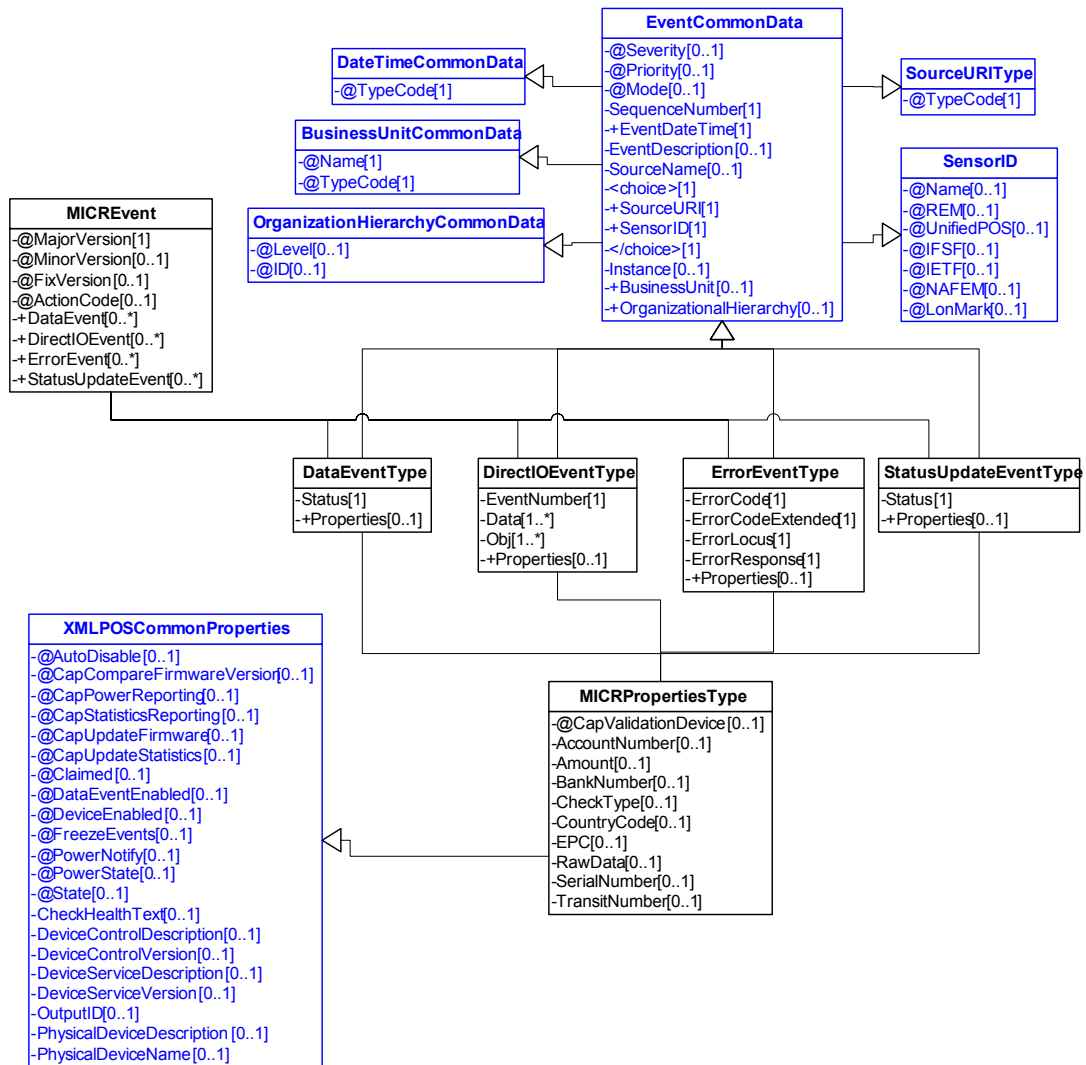 EventCommonData
-@Severity[0..1]
-@Priority[0..1]
-@Mode[0..1]
-SequenceNumber[1]
-+EventDateTime[1]
-EventDescription[0..1]
-SourceName[0..1]
-<choice>[1]
-+SourceURI[1]
-+SensorID[1]
-</choice>[1]
-Instance[0..1]
-+BusinessUnit[0..1]
-+OrganizationalHierarchy[0..1]
DateTimeCommonData
-@TypeCode[1]
BusinessUnitCommonData
-@Name[1]
-@TypeCode[1]
OrganizationHierarchyCommonData
-@Level[0..1]
-@ID[0..1]
SourceURIType
-@TypeCode[1]
SensorID
-@Name[0..1]
-@REM[0..1]
-@UnifiedPOS[0..1]
-@IFSF[0..1]
-@IETF[0..1]
-@NAFEM[0..1]
-@LonMark[0..1]
MICREvent
-@MajorVersion[1]
-@MinorVersion[0..1]
-@FixVersion[0..1]
-@ActionCode[0..1]
-+DataEvent[0..*]
-+DirectIOEvent[0..*]
-+ErrorEvent[0..*]
-+StatusUpdateEvent[0..*]
DataEventType
-Status[1]
-+Properties[0..1]
DirectIOEventType
-EventNumber[1]
-Data[1..*]
-Obj[1..*]
-+Properties[0..1]
ErrorEventType
-ErrorCode[1]
-ErrorCodeExtended[1]
-ErrorLocus[1]
-ErrorResponse[1]
-+Properties[0..1]
StatusUpdateEventType
-Status[1]
-+Properties[0..1]
XMLPOSCommonProperties
-@AutoDisable[0..1]
-@CapCompareFirmwareVersion[0..1]
-@CapPowerReporting[0..1]
-@CapStatisticsReporting[0..1]
-@CapUpdateFirmware[0..1]
-@CapUpdateStatistics[0..1]
-@Claimed[0..1]
-@DataEventEnabled[0..1]
-@DeviceEnabled[0..1]
-@FreezeEvents[0..1]
-@PowerNotify[0..1]
-@PowerState[0..1]
-@State[0..1]
-CheckHealthText[0..1]
-DeviceControlDescription[0..1]
-DeviceControlVersion[0..1]
-DeviceServiceDescription[0..1]
-DeviceServiceVersion[0..1]
-OutputID[0..1]
-PhysicalDeviceDescription[0..1]
-PhysicalDeviceName[0..1]
MICRPropertiesType
-@CapValidationDevice[0..1]
-AccountNumber[0..1]
-Amount[0..1]
-BankNumber[0..1]
-CheckType[0..1]
-CountryCode[0..1]
-EPC[0..1]
-RawData[0..1]
-SerialNumber[0..1]
-TransitNumber[0..1]